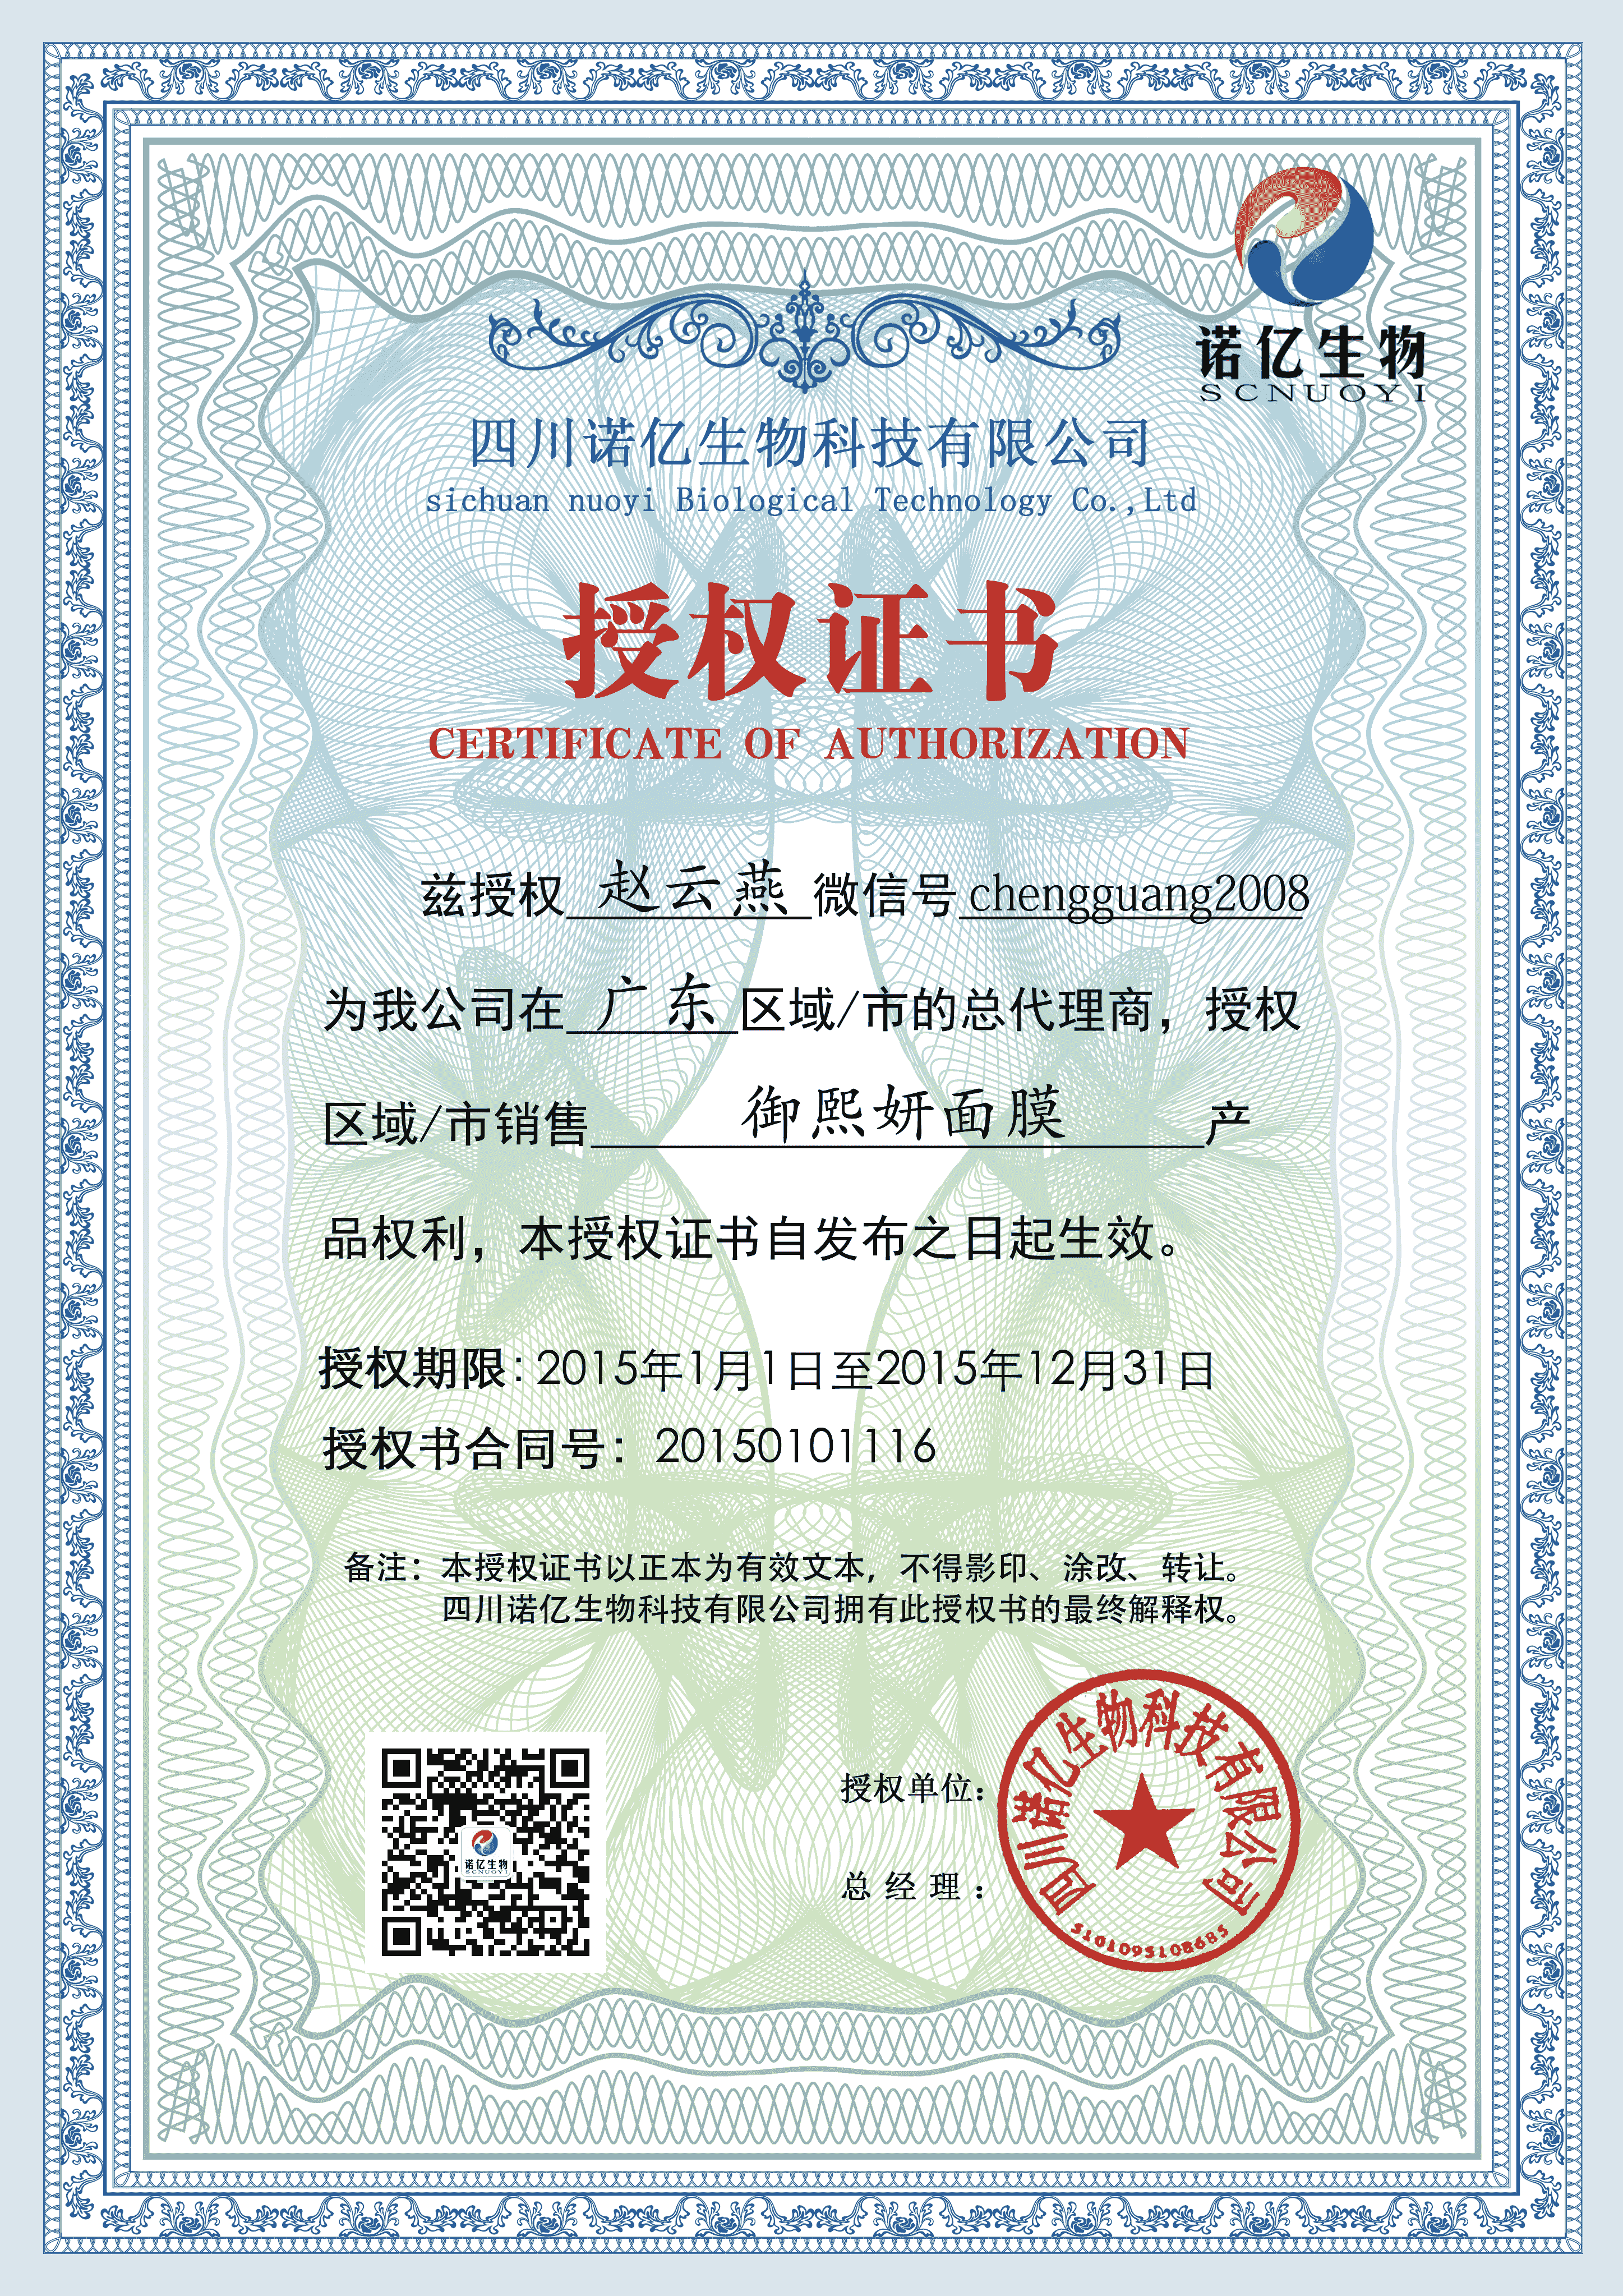 诺亿生物
SCNUOYI
四川诺亿生物科技有限公司
sichuan nuoyi Biological Technology Co.,Ltd
授权证书
CERTIFICATE OF AUTHORIZATION
兹授权 赵云燕 微信号 chengguang2008
为我公司在 广东 区域/市的总代理商，授权
区域/市销售 御熙妍面膜 产
品权利，本授权证书自发布之日起生效。
授权期限：2015年1月1日至2015年12月31日
授权书合同号：20150101116
备注：本授权证书以正本为有效文本，不得影印、涂改、转让。
四川诺亿生物科技有限公司拥有此授权书的最终解释权。
诺亿生物
SCNUOYI
授权单位：
总经理：
四川诺亿生物科技有限公司
5101095108685